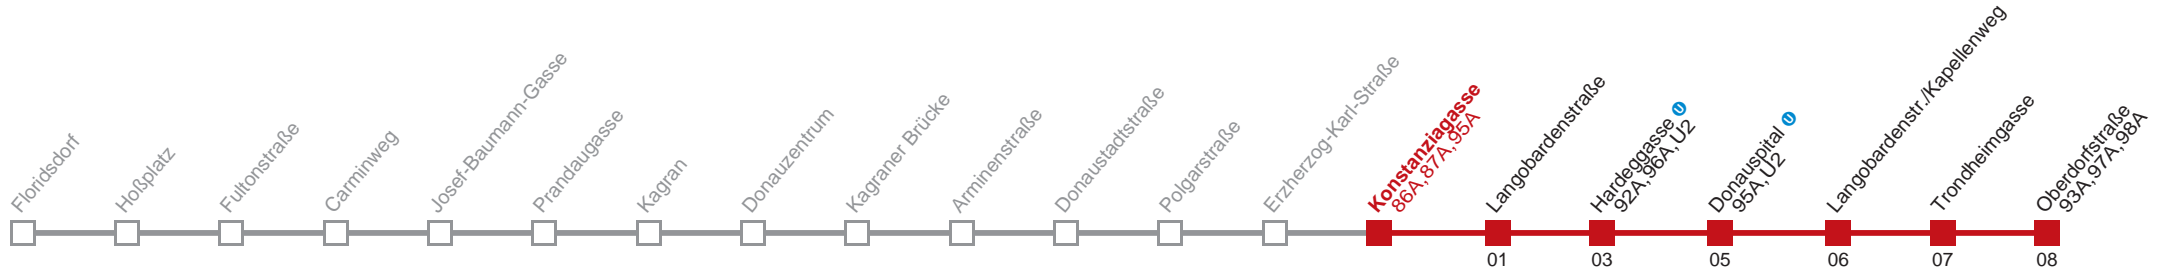 Floridsdorf
Hoßplatz
Fultonstraße
Carminweg
Josef-Baumann-Gasse
Prandaugasse
Kagran
Donauzentrum
Kagraner Brücke
Arminenstraße
Donaustadtstraße
Polgarstraße
Erzherzog-Karl-Straße
Konstanziagasse
86A, 87A, 95A
Langobardenstraße
Hardeggasse U
92A, 96A, U2
Donauspital U
95A, U2
Langobardenstr./Kapellenweg
Trondheimgasse
Oberdorfstraße
93A, 97A, 98A
01
03
05
06
07
08